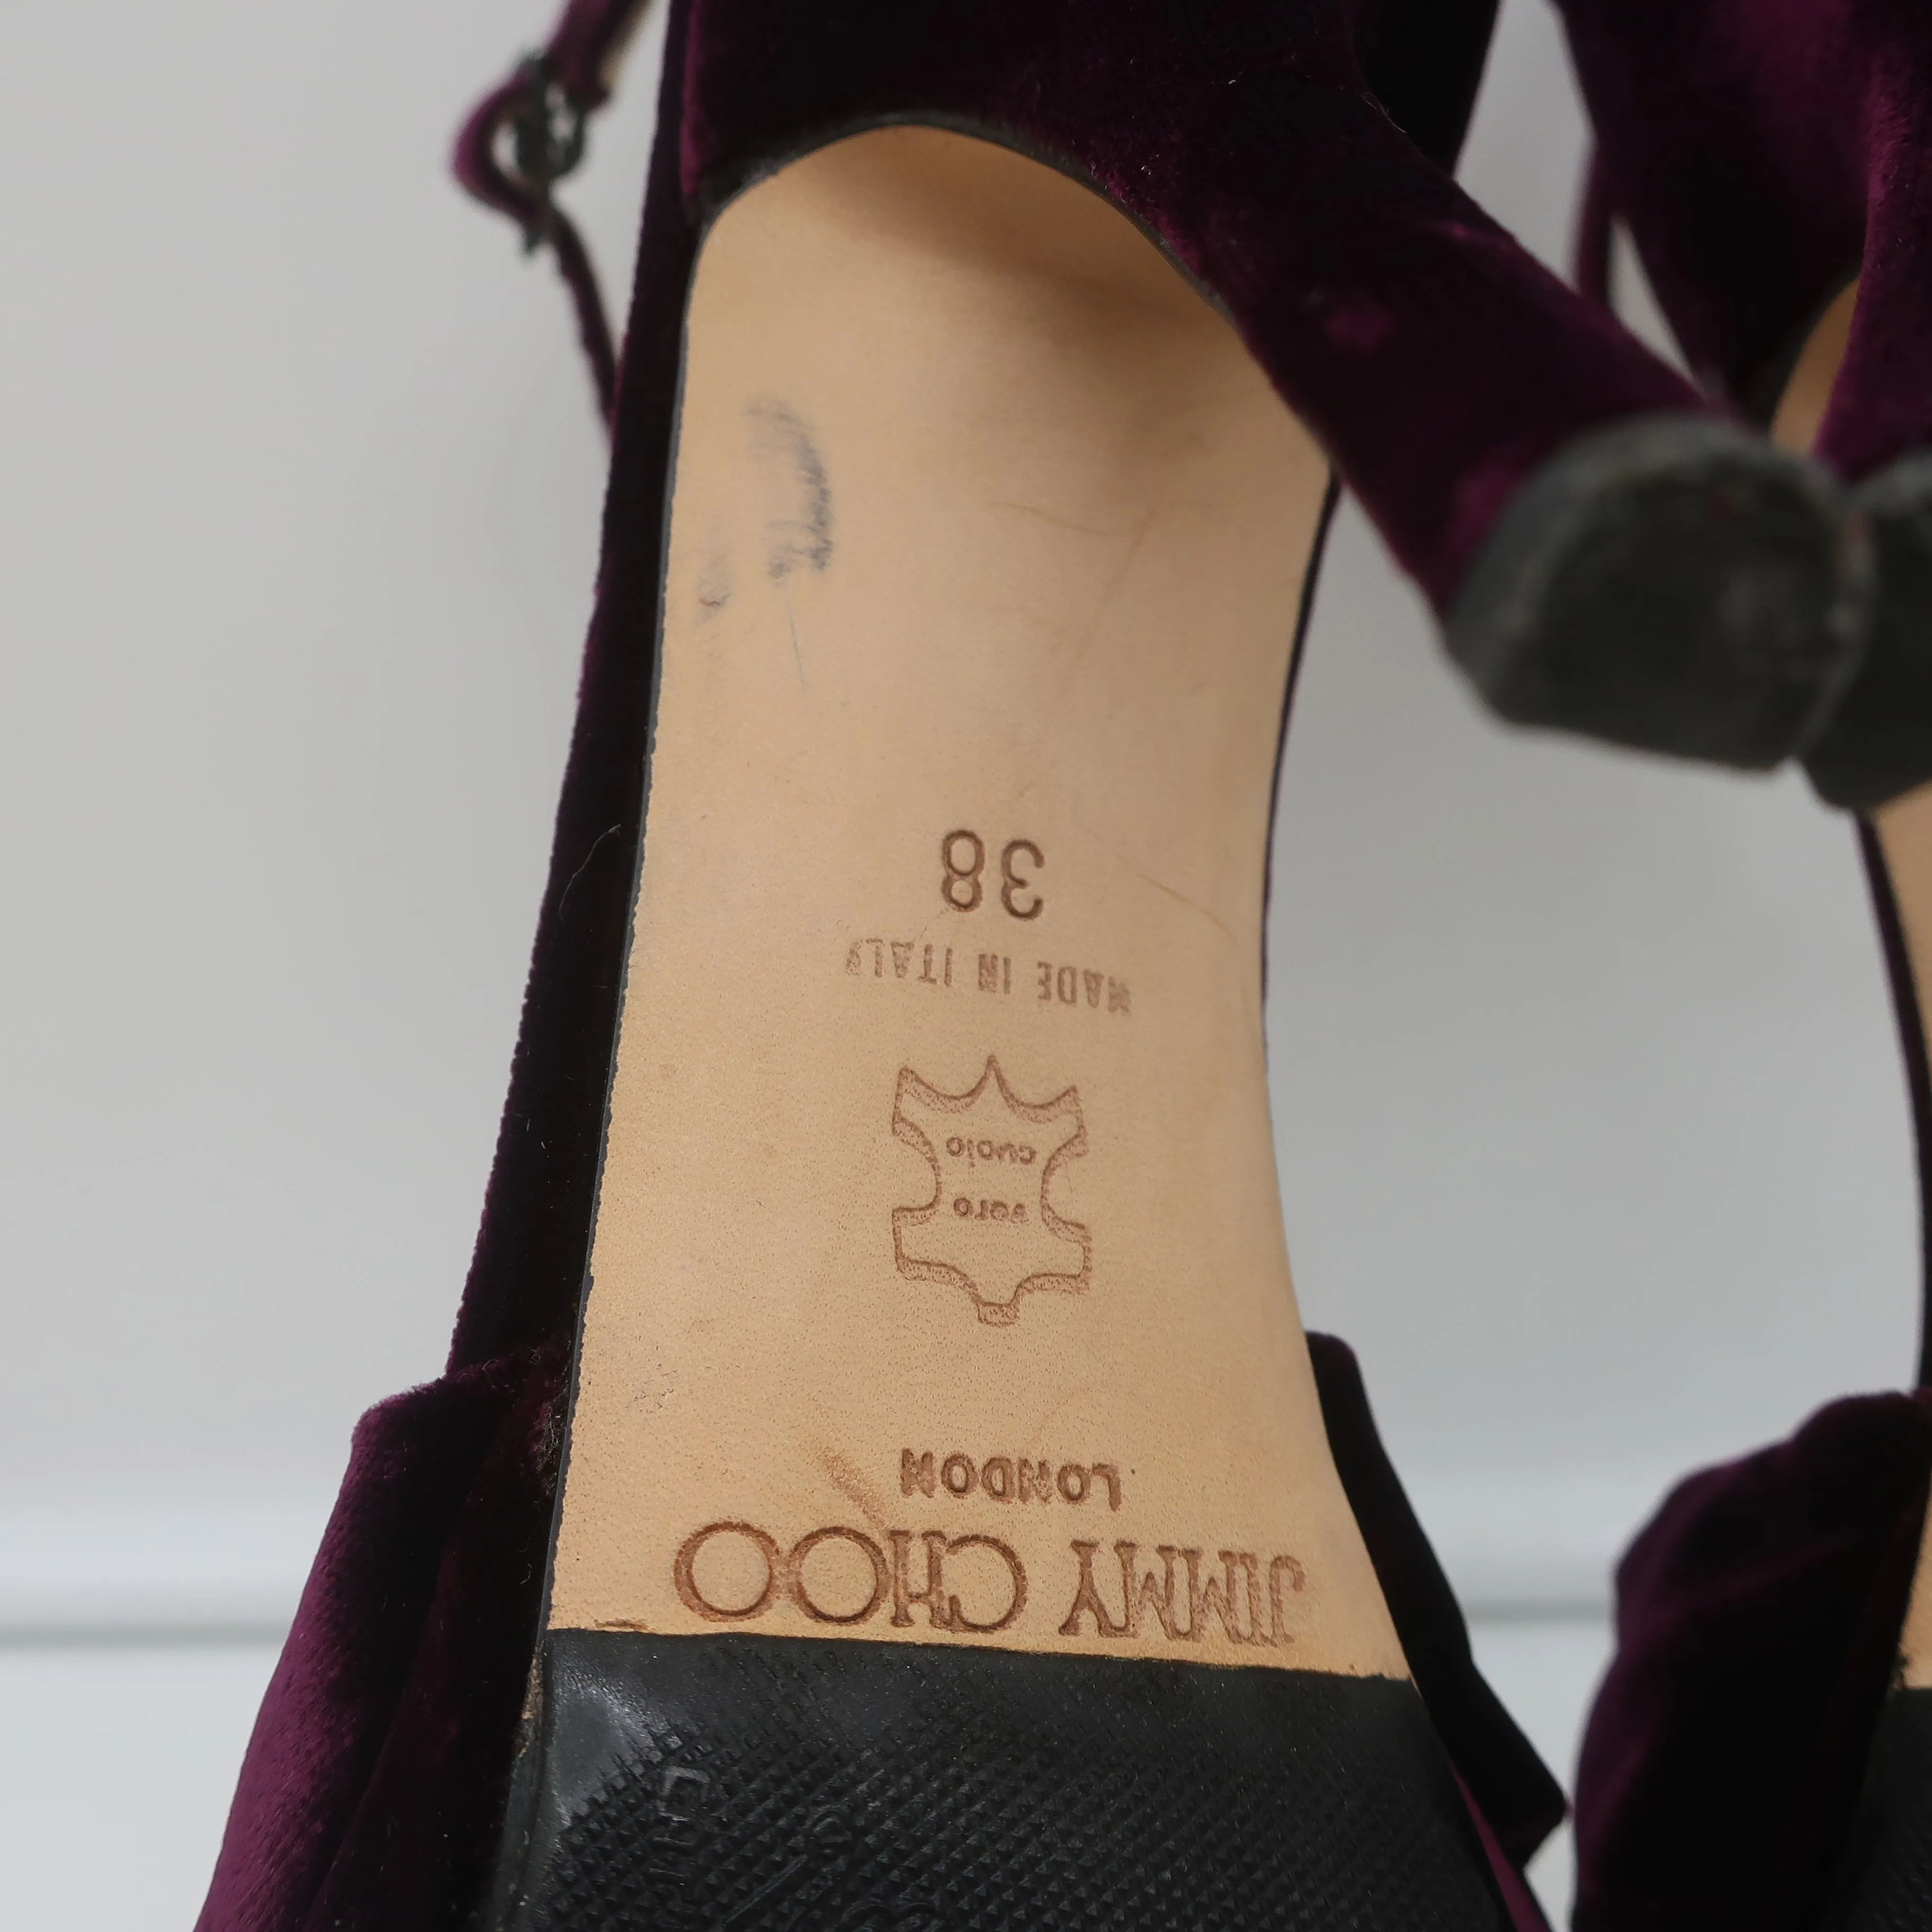 JIMMY CHOO
LONDON
vero
cuoio
MADE IN ITALY
38